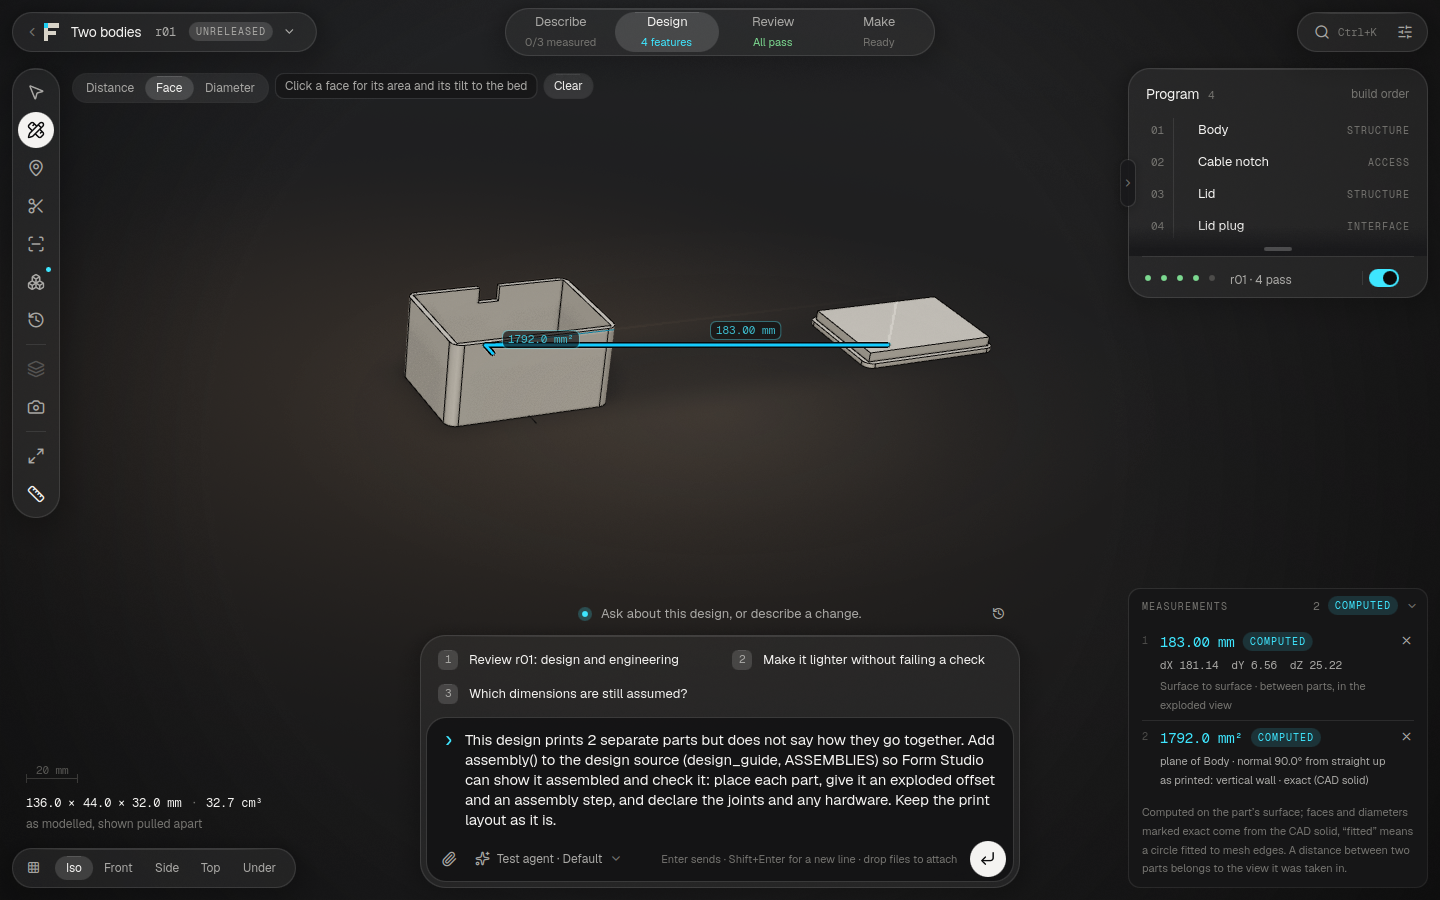 Two bodies r01 UNRELEASED
Describe
0/3 measured
Design
4 features
Review
All pass
Make
Ready
Ctrl+K
Distance Face Diameter
Click a face for its area and its tilt to the bed
Clear
Program 4 build order
01 Body STRUCTURE
02 Cable notch ACCESS
03 Lid STRUCTURE
04 Lid plug INTERFACE
r01 · 4 pass
183.00 mm
1792.0 mm²
Ask about this design, or describe a change.
1 Review r01: design and engineering
2 Make it lighter without failing a check
3 Which dimensions are still assumed?
This design prints 2 separate parts but does not say how they go together. Add
assembly() to the design source (design_guide, ASSEMBLIES) so Form Studio
can show it assembled and check it: place each part, give it an exploded offset
and an assembly step, and declare the joints and any hardware. Keep the print
layout as it is.
Test agent · Default
Enter sends · Shift+Enter for a new line · drop files to attach
20 mm
136.0 × 44.0 × 32.0 mm · 32.7 cm³
as modelled, shown pulled apart
Iso Front Side Top Under
MEASUREMENTS 2 COMPUTED
1 183.00 mm COMPUTED
dX 181.14 dY 6.56 dZ 25.22
Surface to surface · between parts, in the
exploded view
2 1792.0 mm² COMPUTED
plane of Body · normal 90.0° from straight up
as printed: vertical wall · exact (CAD solid)
Computed on the part's surface; faces and diameters
marked exact come from the CAD solid, “fitted” means
a circle fitted to mesh edges. A distance between two
parts belongs to the view it was taken in.